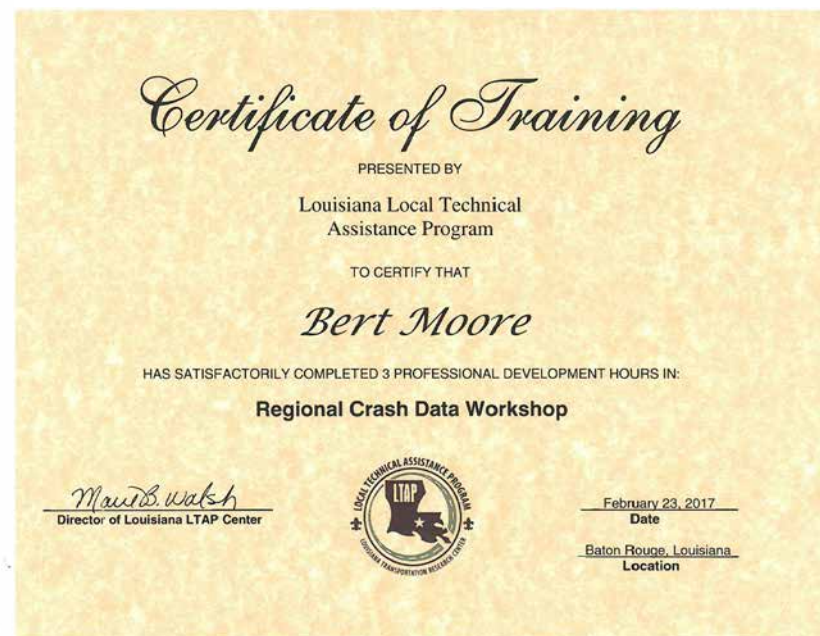 Certificate of Training
PRESENTED BY
Louisiana Local Technical
Assistance Program
TO CERTIFY THAT
Bert Moore
HAS SATISFACTORILY COMPLETED 3 PROFESSIONAL DEVELOPMENT HOURS IN:
Regional Crash Data Workshop
Director of Louisiana LTAP Center
LOCAL TECHNICAL ASSISTANCE PROGRAM
LTAP
LOUISIANA TRANSPORTATION RESEARCH CENTER
February 23, 2017
Date
Baton Rouge, Louisiana
Location